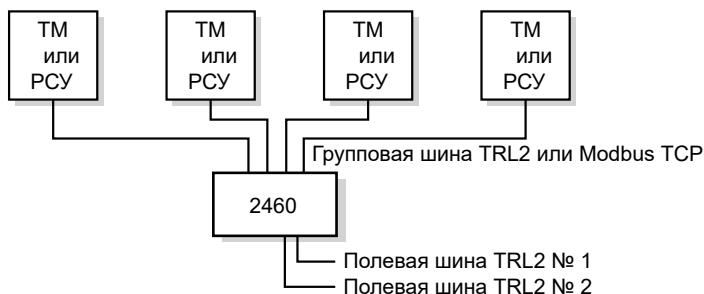 ТМ
или
РСУ
ТМ
или
РСУ
ТМ
или
РСУ
ТМ
или
РСУ
Групповая шина TRL2 или Modbus TCP
2460
Полевая шина TRL2 № 1
Полевая шина TRL2 № 2